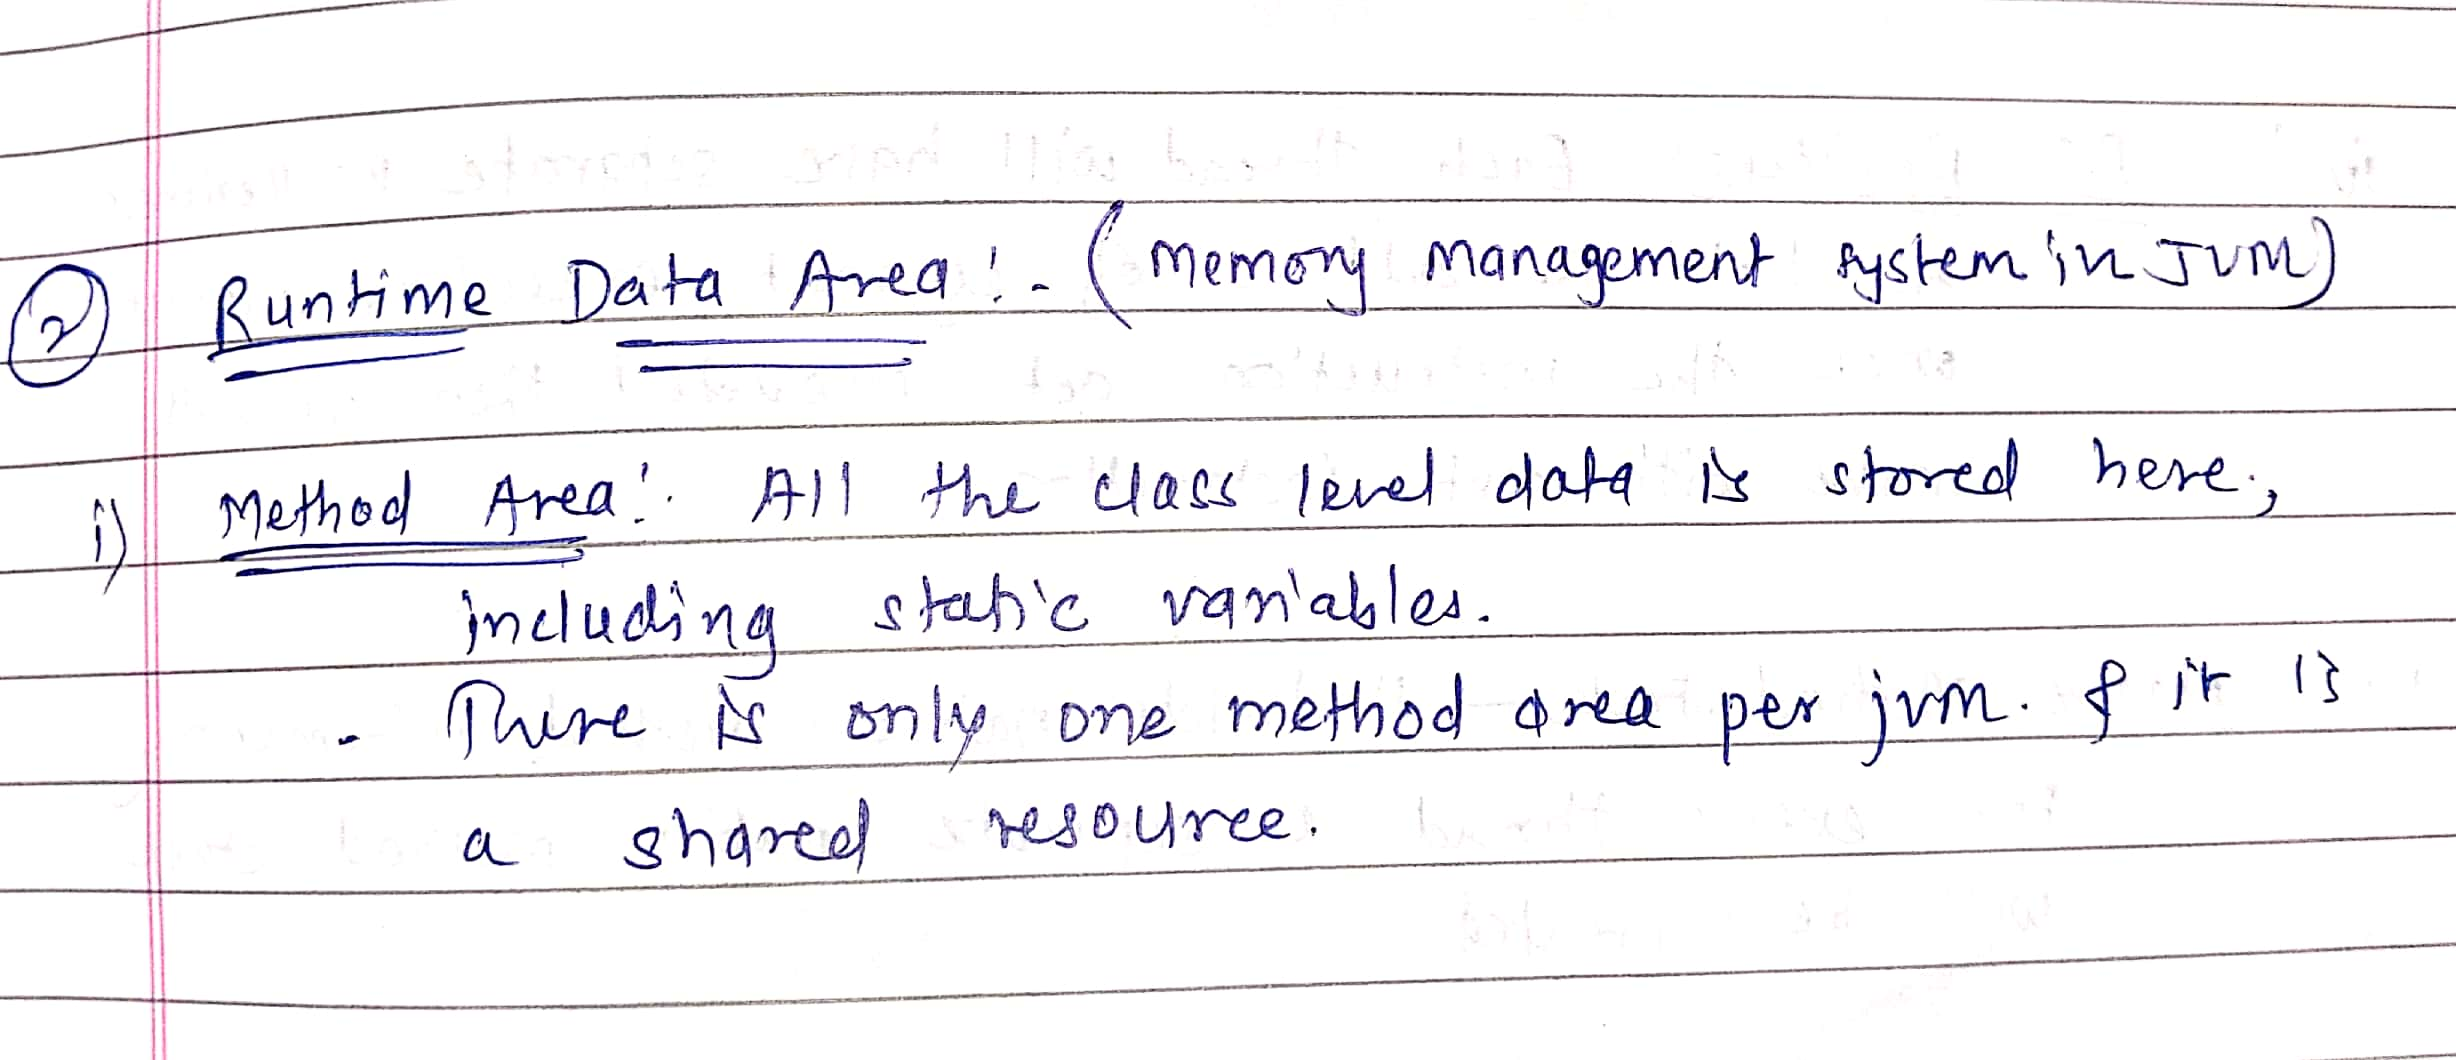 ② Runtime Data Area :- (Memory Management system in JVM)
i) Method Area :- All the class level data is stored here,
including static variables.
- There is only one method area per jvm. & it is
a shared resource.